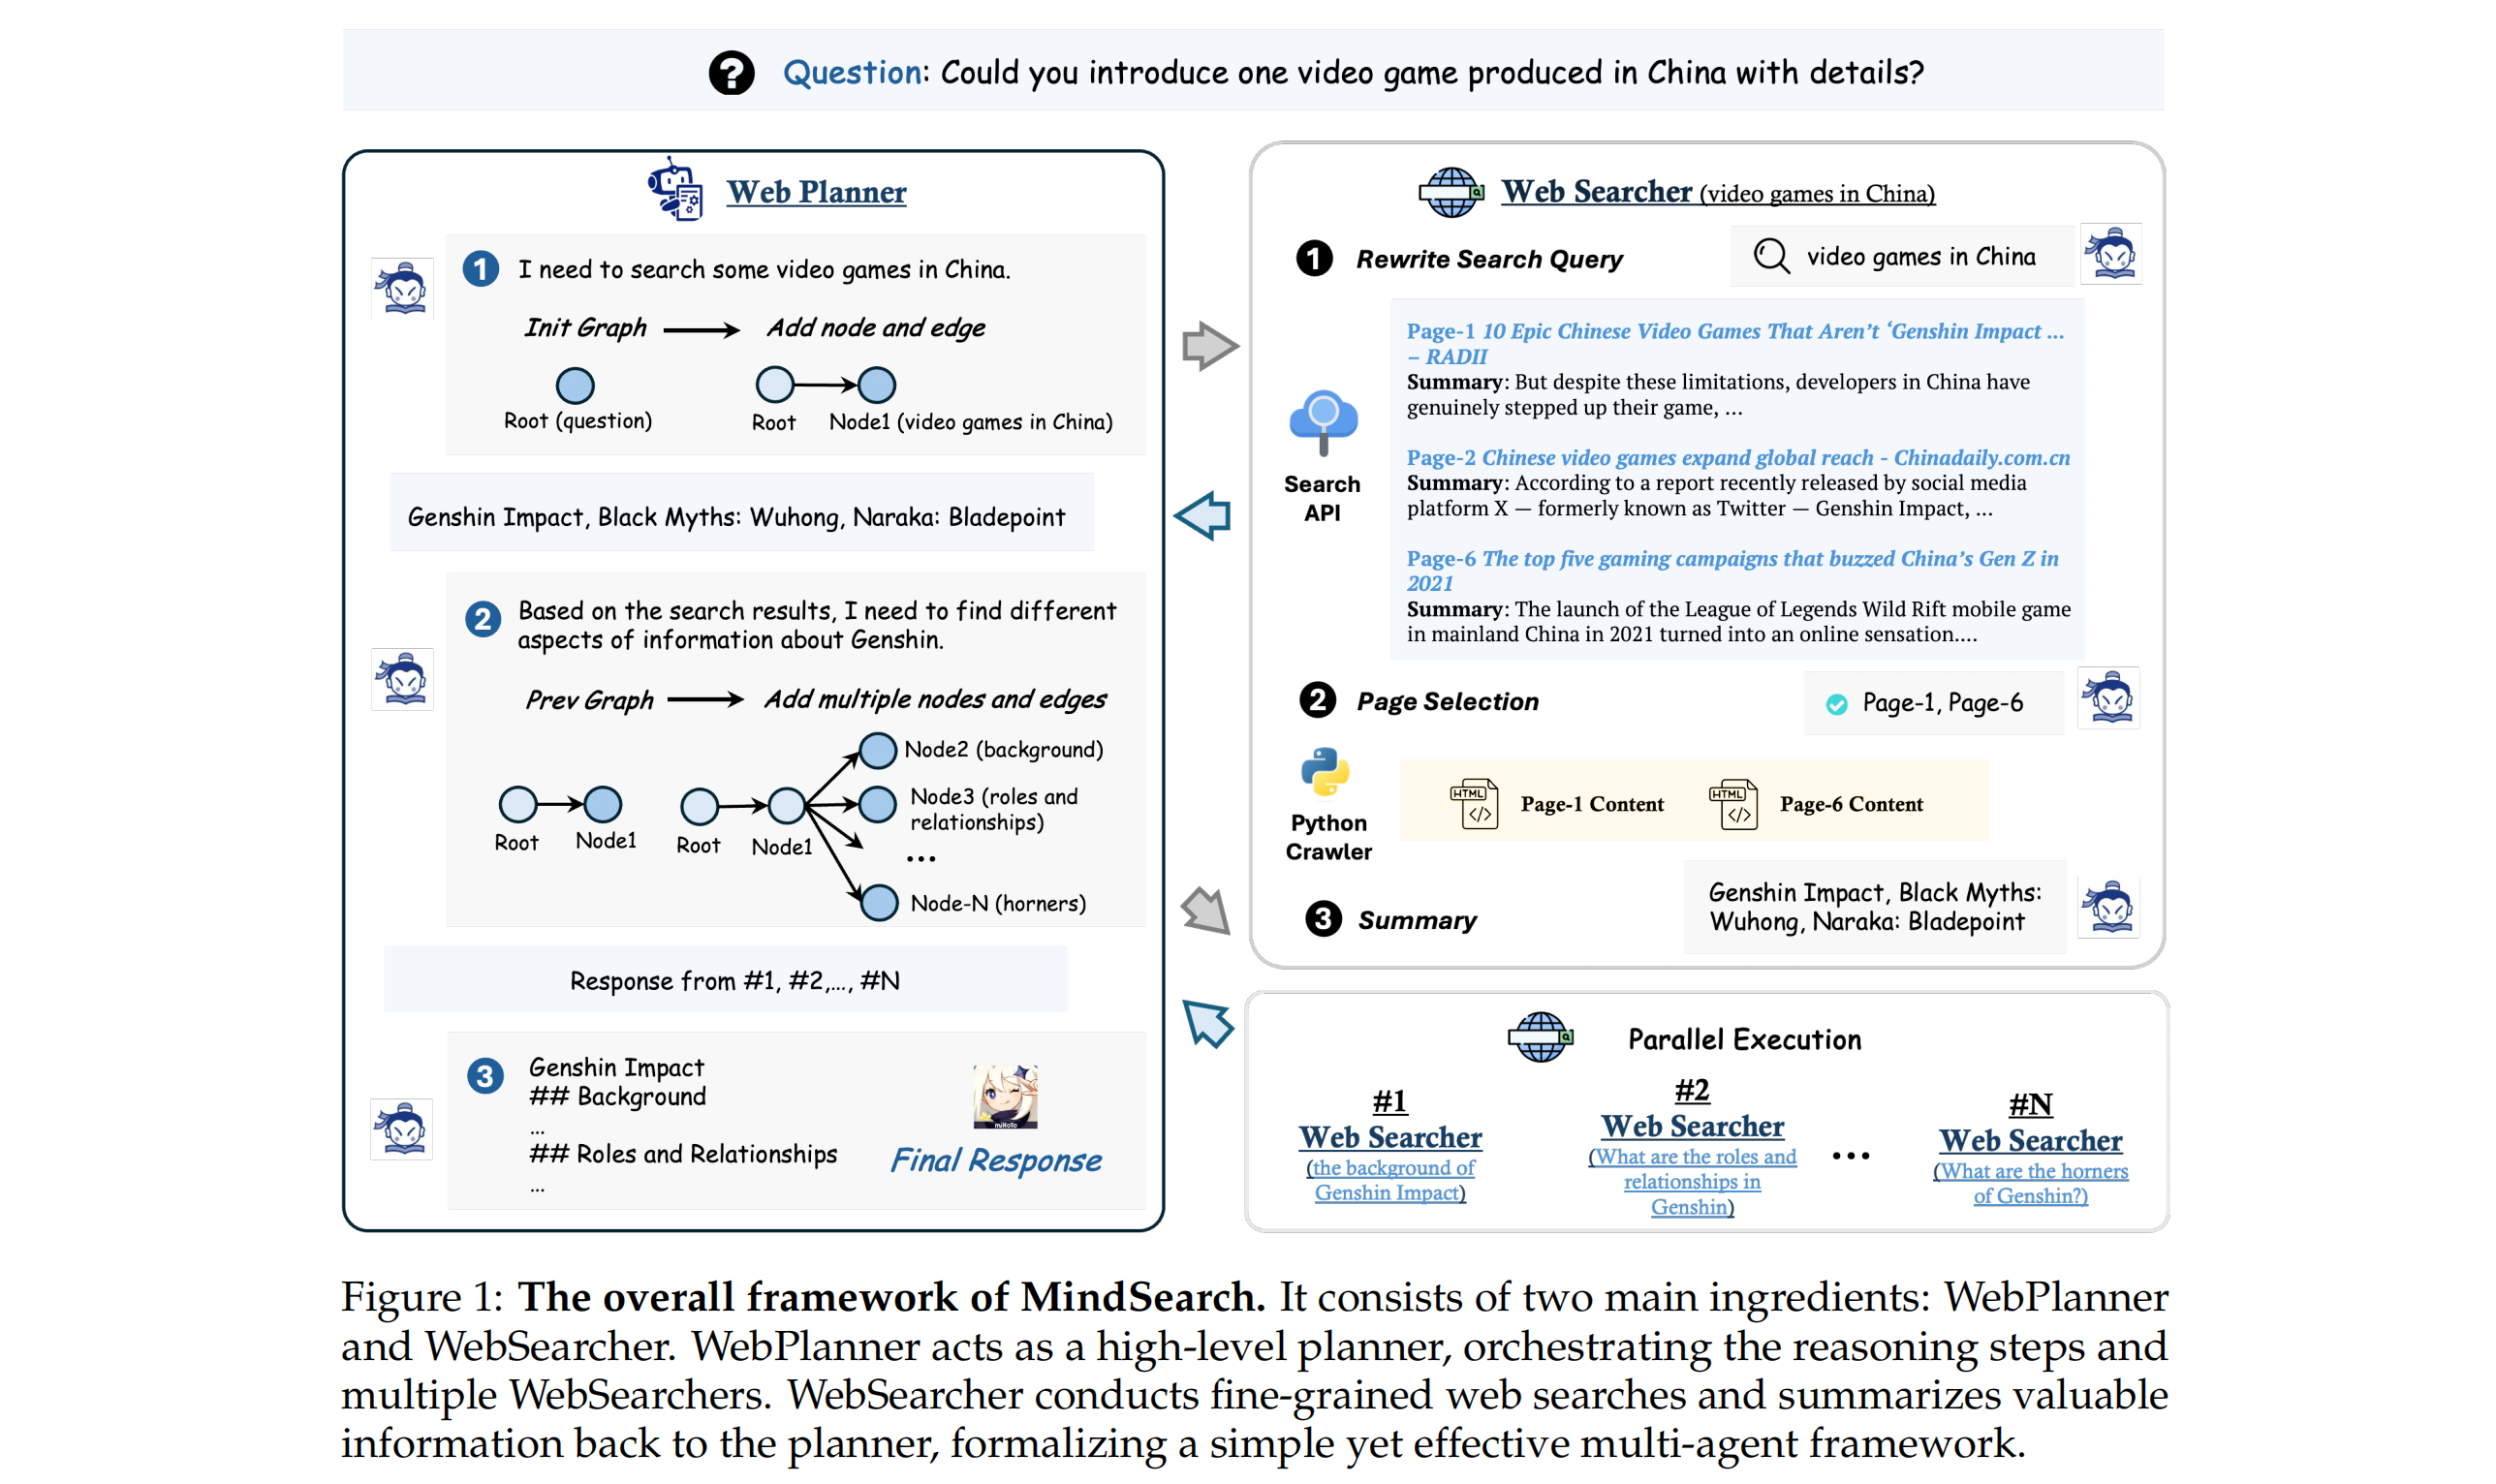 Question: Could you introduce one video game produced in China with details?
Web Planner
1 I need to search some video games in China.
Init Graph Add node and edge
Root (question) Root Node1 (video games in China)
Genshin Impact, Black Myths: Wuhong, Naraka: Bladepoint
2 Based on the search results, I need to find different
aspects of information about Genshin.
Prev Graph Add multiple nodes and edges
Node2 (background)
Node3 (roles and
relationships)
Root Node1 Root Node1
...
Node-N (horners)
Response from #1, #2,..., #N
3 Genshin Impact
## Background
...
## Roles and Relationships
...
miHoYo
Final Response
Web Searcher (video games in China)
1 Rewrite Search Query
video games in China
Page-1 10 Epic Chinese Video Games That Aren't ‘Genshin Impact ...
– RADII
Summary: But despite these limitations, developers in China have
genuinely stepped up their game, ...
Page-2 Chinese video games expand global reach - Chinadaily.com.cn
Summary: According to a report recently released by social media
platform X — formerly known as Twitter — Genshin Impact, ...
Page-6 The top five gaming campaigns that buzzed China's Gen Z in
2021
Summary: The launch of the League of Legends Wild Rift mobile game
in mainland China in 2021 turned into an online sensation....
Search
API
2 Page Selection
Page-1, Page-6
Python
Crawler
HTML Page-1 Content HTML Page-6 Content
3 Summary
Genshin Impact, Black Myths:
Wuhong, Naraka: Bladepoint
Parallel Execution
#1
Web Searcher
(the background of
Genshin Impact)
#2
Web Searcher
(What are the roles and
relationships in
Genshin)
...
#N
Web Searcher
(What are the horners
of Genshin?)
Figure 1: The overall framework of MindSearch. It consists of two main ingredients: WebPlanner
and WebSearcher. WebPlanner acts as a high-level planner, orchestrating the reasoning steps and
multiple WebSearchers. WebSearcher conducts fine-grained web searches and summarizes valuable
information back to the planner, formalizing a simple yet effective multi-agent framework.